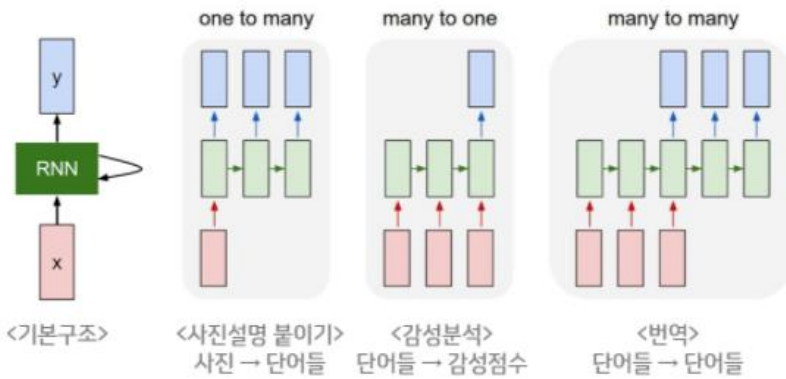 one to many
many to one
many to many
y
RNN
x
<기본구조>
<사진설명 붙이기>
사진 → 단어들
<감성분석>
단어들 → 감성점수
<번역>
단어들 → 단어들